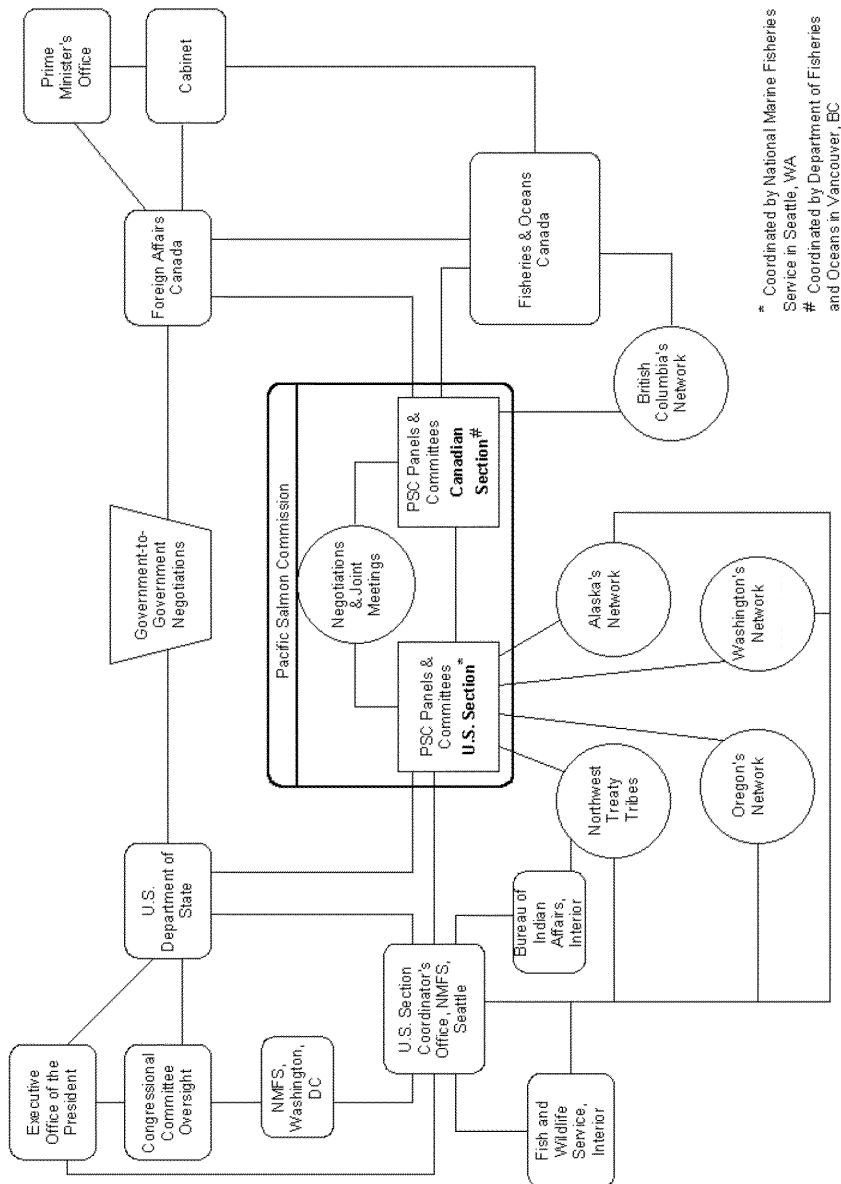 Executive
Office of the
President
Congressional
Committee
Oversight
NMFS,
Washington,
DC
U.S.
Department of
State
Government-to-
Government
Negotiations
Foreign Affairs
Canada
Prime
Minister's
Office
Cabinet
Pacific Salmon Commission
Negotiations
& Joint
Meetings
PSC Panels &
Committees
U.S. Section*
PSC Panels &
Committees
Canadian
Section#
U.S. Section
Coordinator's
Office, NMFS,
Seattle
Fisheries & Oceans
Canada
Fish and
Wildlife
Service,
Interior
Bureau of
Indian
Affairs,
Interior
Northwest
Treaty
Tribes
Alaska's
Network
British
Columbia's
Network
Oregon's
Network
Washington's
Network
* Coordinated by National Marine Fisheries
Service in Seattle, WA
# Coordinated by Department of Fisheries
and Oceans in Vancouver, BC